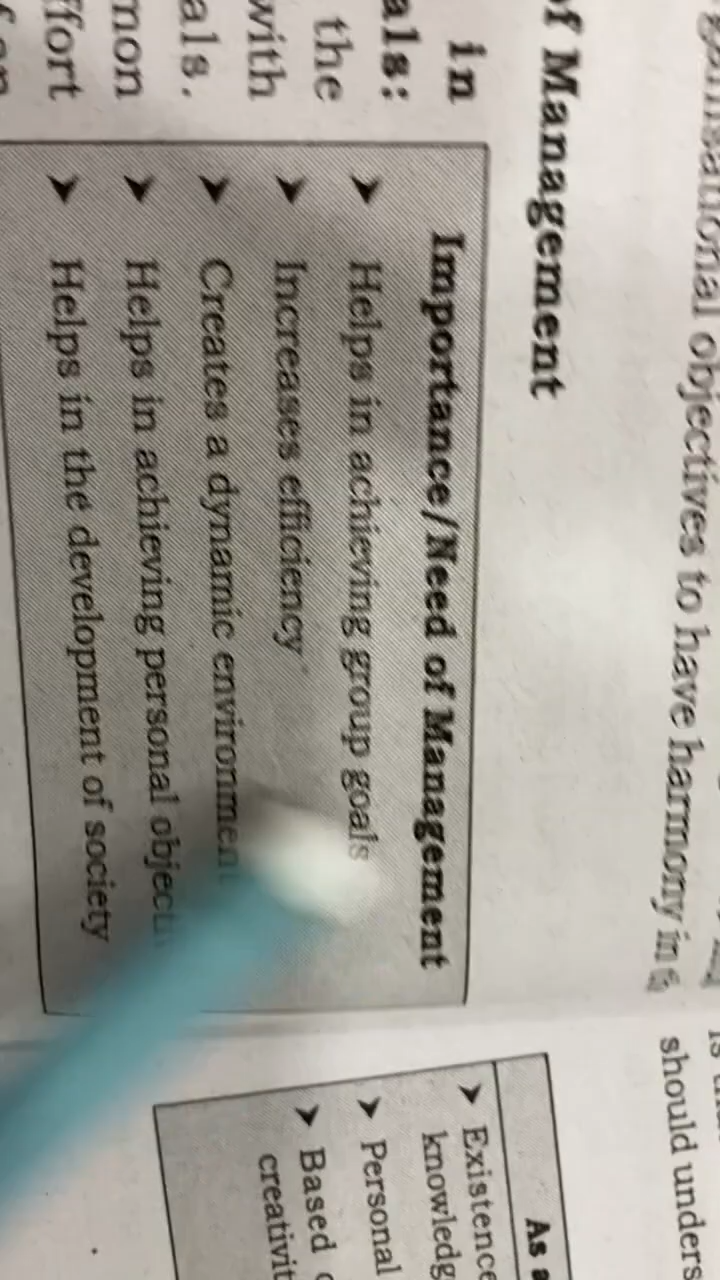 objectives to have harmony in
of Management
in
als:
the
with
als.
mon
ffort
Importance/Need of Management
➤ Helps in achieving group goals
➤ Increases efficiency
➤ Creates a dynamic environment
➤ Helps in achieving personal
➤ Helps in the development of society
should unders
As a
➤ Existence
knowledg
➤ Personal
➤ Based
creativit